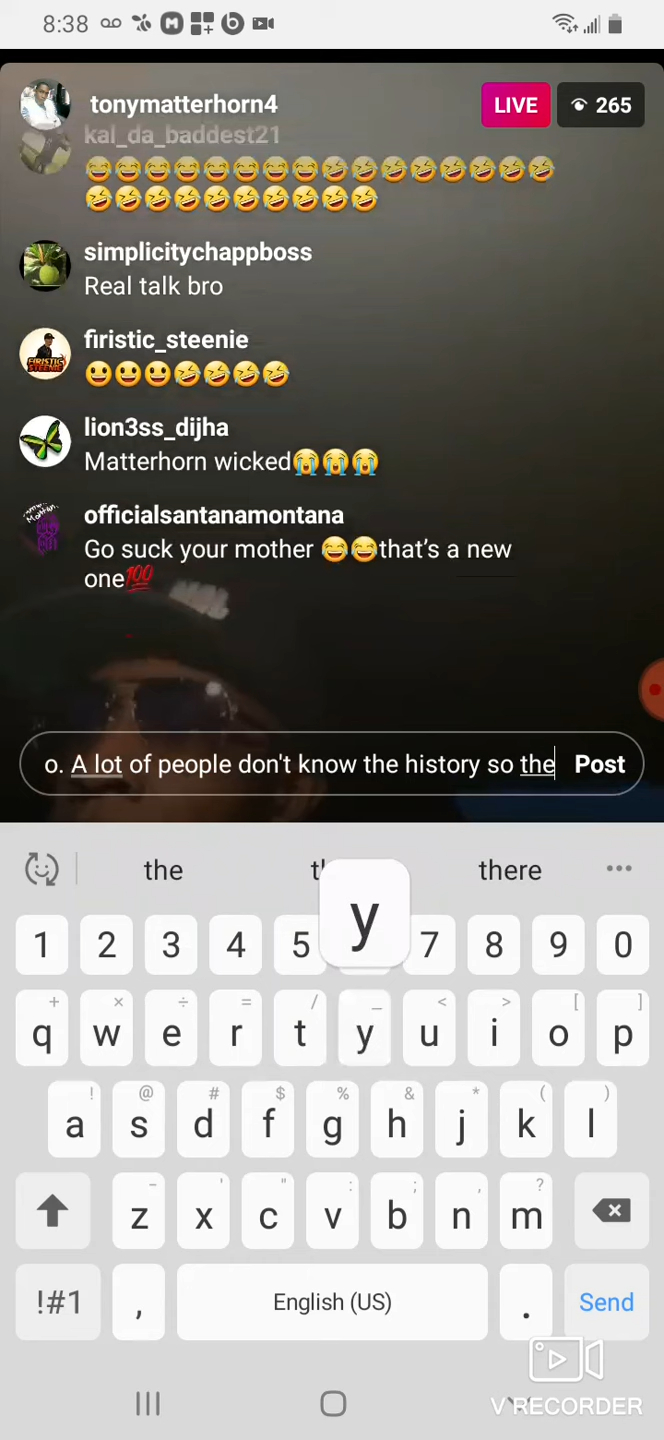 8:38
tonymatterhorn4
LIVE
265
kal_da_baddest21
😂😂😂😂😂😂😂😂🤣🤣🤣🤣🤣🤣🤣🤣
🤣🤣🤣🤣🤣🤣🤣🤣🤣🤣
simplicitychappboss
Real talk bro
firistic_steenie
😃😃😃🤣🤣🤣🤣
lion3ss_dijha
Matterhorn wicked😭😭😭
officialsantanamontana
Go suck your mother 😂😂that’s a new
one💯
o. A lot of people don't know the history so the
Post
the
there
y
1 2 3 4 5 7 8 9 0
+ × ÷ = / _ < > [ ]
q w e r t y u i o p
! @ # $ % & * ( )
a s d f g h j k l
- ' " : ; , ?
z x c v b n m
!#1 , English (US) . Send
V RECORDER